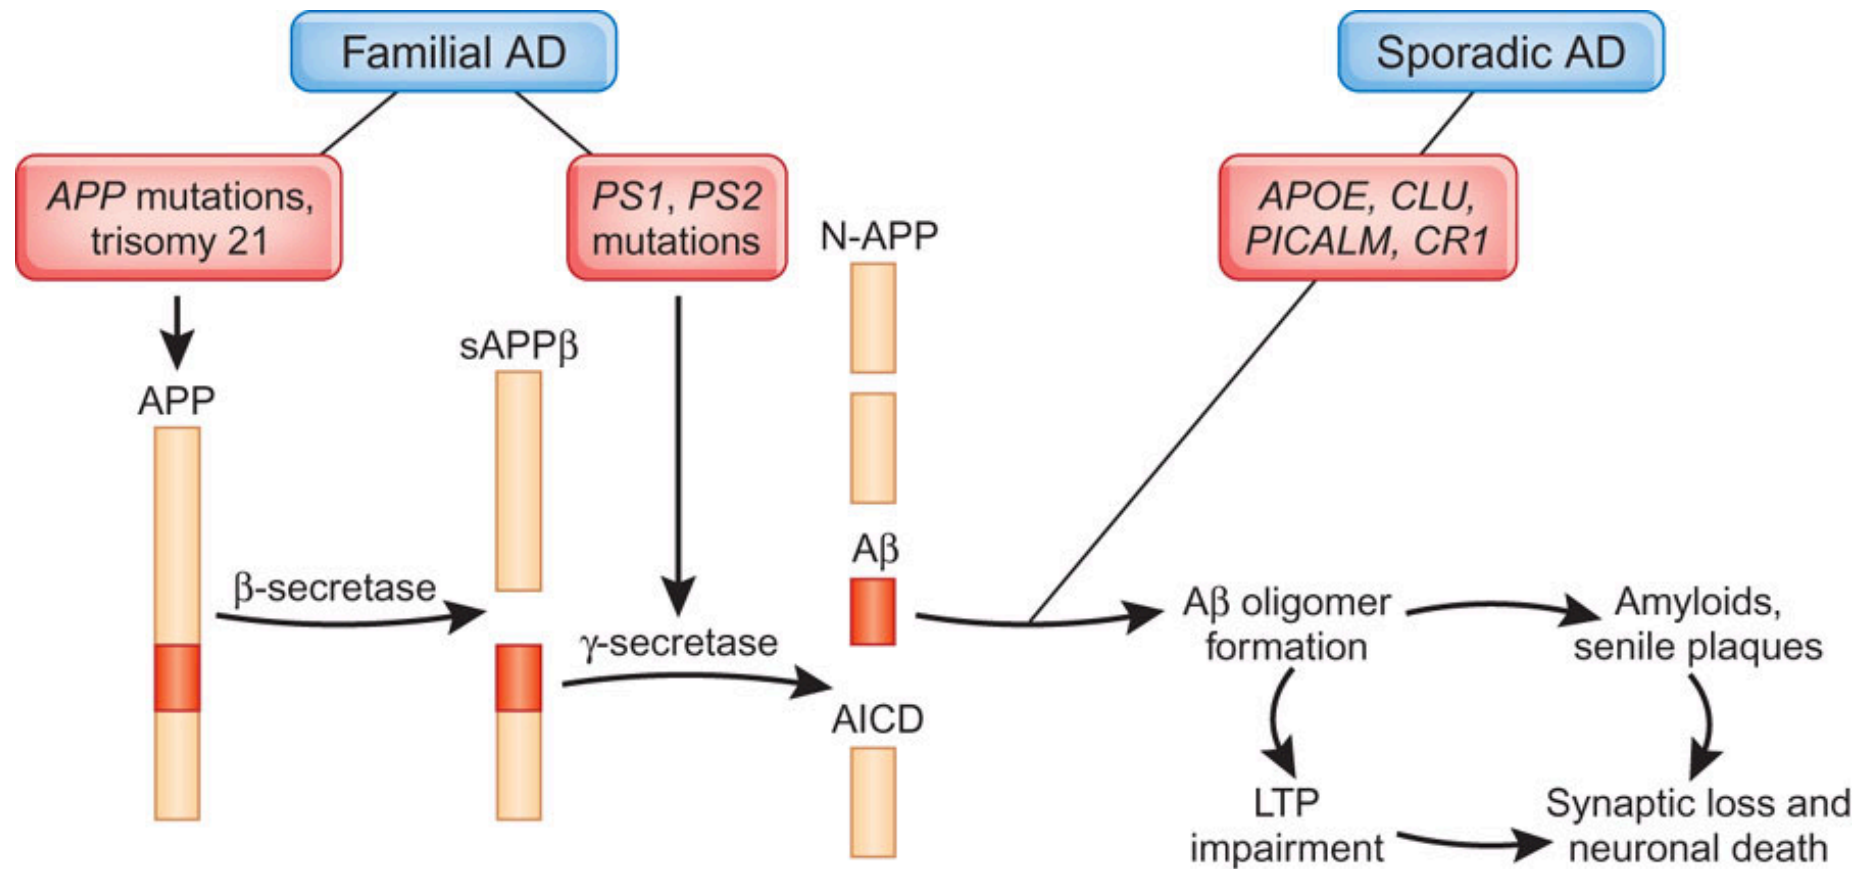 Familial AD
Sporadic AD
APP mutations,
trisomy 21
PS1, PS2
mutations
APOE, CLU,
PICALM, CR1
N-APP
sAPPβ
APP
Aβ
β-secretase
γ-secretase
AICD
Aβ oligomer
formation
Amyloids,
senile plaques
LTP
impairment
Synaptic loss and
neuronal death